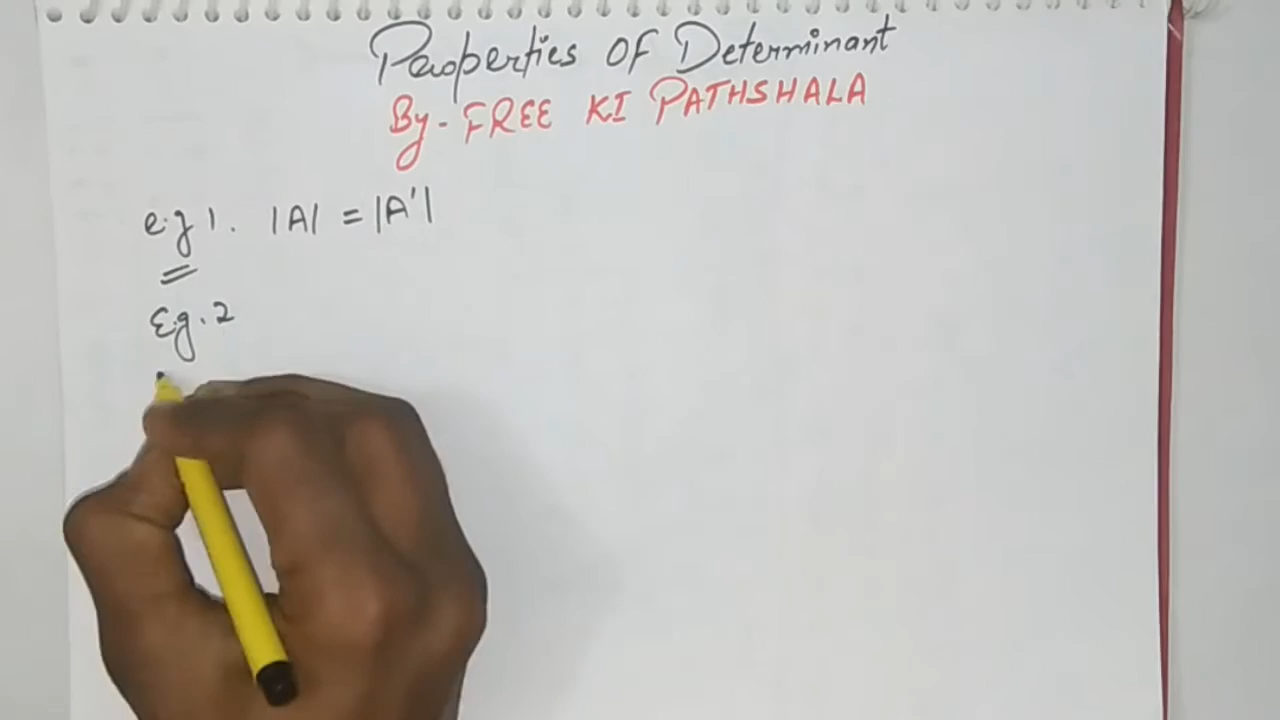 Properties OF Determinant
By- FREE KI PATHSHALA
e.g 1. |A| = |A'|
E.g. 2